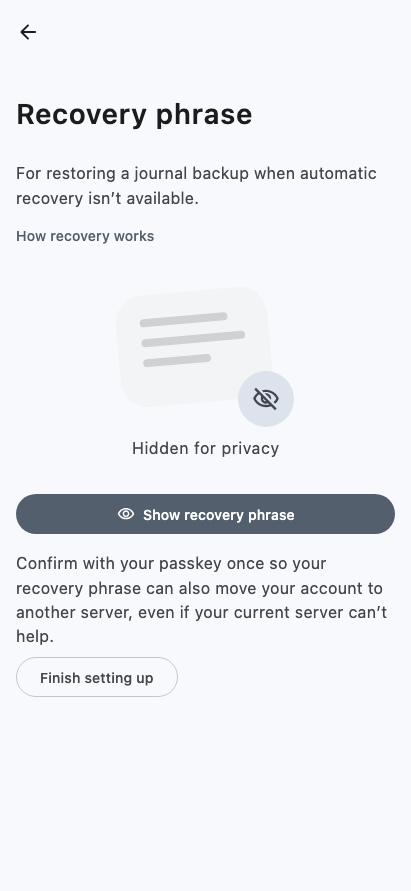 Recovery phrase
For restoring a journal backup when automatic
recovery isn’t available.
How recovery works
Hidden for privacy
Show recovery phrase
Confirm with your passkey once so your
recovery phrase can also move your account to
another server, even if your current server can’t
help.
Finish setting up